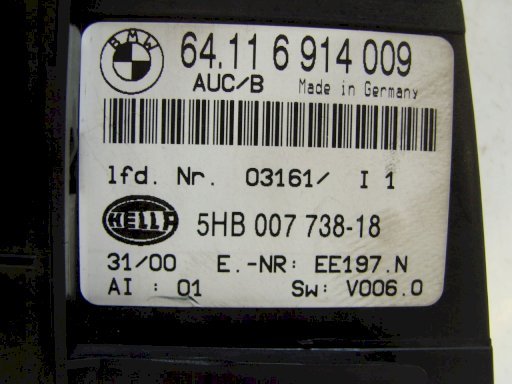 BMW 64.11 6 914 009
AUC/B Made in Germany
lfd. Nr. 03161/ I 1
HELLA 5HB 007 738-18
31/00 E.-NR: EE197.N
AI : 01 Sw: V006.0